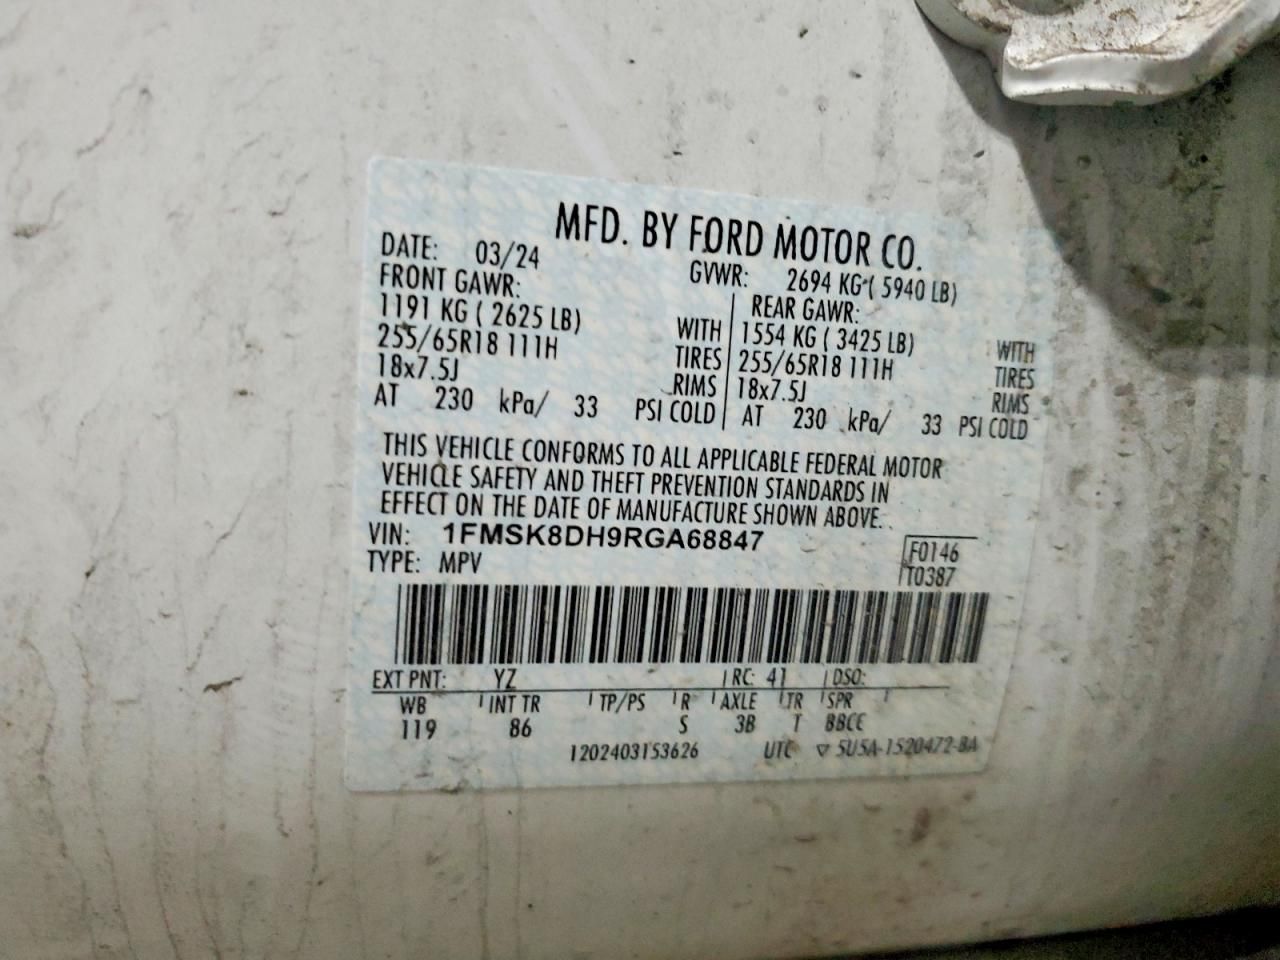 MFD. BY FORD MOTOR CO.
DATE: 03/24 GVWR: 2694 KG ( 5940 LB)
FRONT GAWR: REAR GAWR:
1191 KG ( 2625 LB) WITH 1554 KG ( 3425 LB) WITH
255/65R18 111H TIRES 255/65R18 111H TIRES
18x7.5J RIMS 18x7.5J RIMS
AT 230 kPa/ 33 PSI COLD AT 230 kPa/ 33 PSI COLD
THIS VEHICLE CONFORMS TO ALL APPLICABLE FEDERAL MOTOR
VEHICLE SAFETY AND THEFT PREVENTION STANDARDS IN
EFFECT ON THE DATE OF MANUFACTURE SHOWN ABOVE.
VIN: 1FMSK8DH9RGA68847
TYPE: MPV
F0146
T0387
EXT PNT: YZ RC: 41 DSO:
WB INT TR TP/PS R AXLE TR SPR
119 86 S 3B T BBCE
1202403153626 UTC ▽ 5U5A-1520472-BA